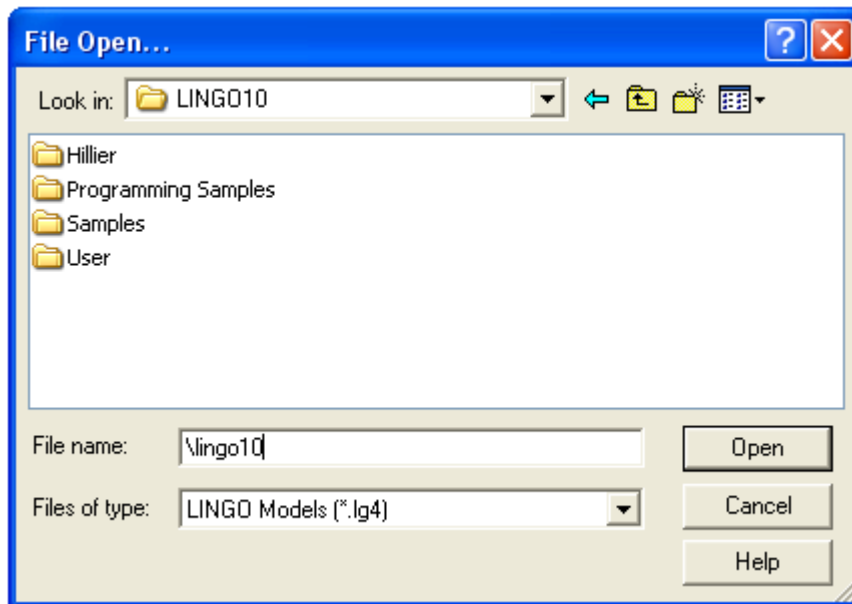 File Open...
Look in: LINGO10
Hillier
Programming Samples
Samples
User
File name: \lingo10 Open
Files of type: LINGO Models (*.lg4) Cancel
Help